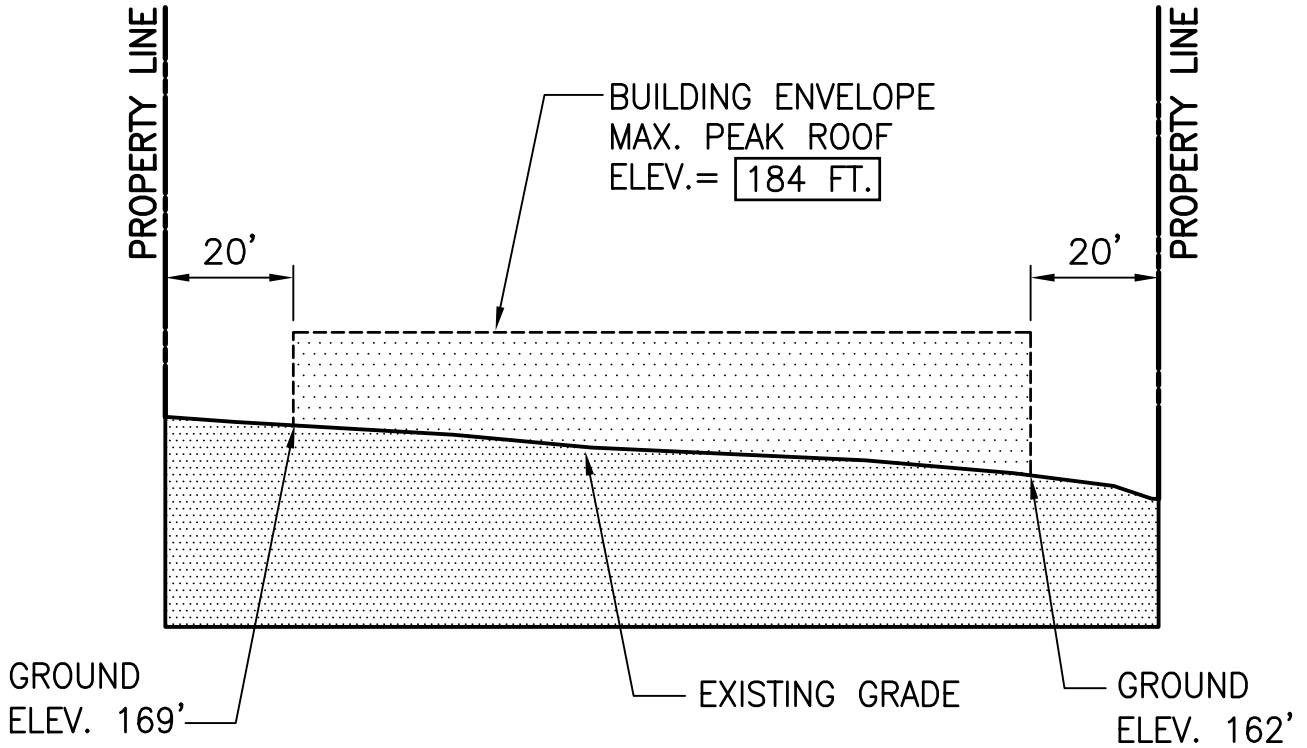 PROPERTY LINE
BUILDING ENVELOPE
MAX. PEAK ROOF
ELEV.= 184 FT.
PROPERTY LINE
20'
20'
GROUND
ELEV. 169'
EXISTING GRADE
GROUND
ELEV. 162'